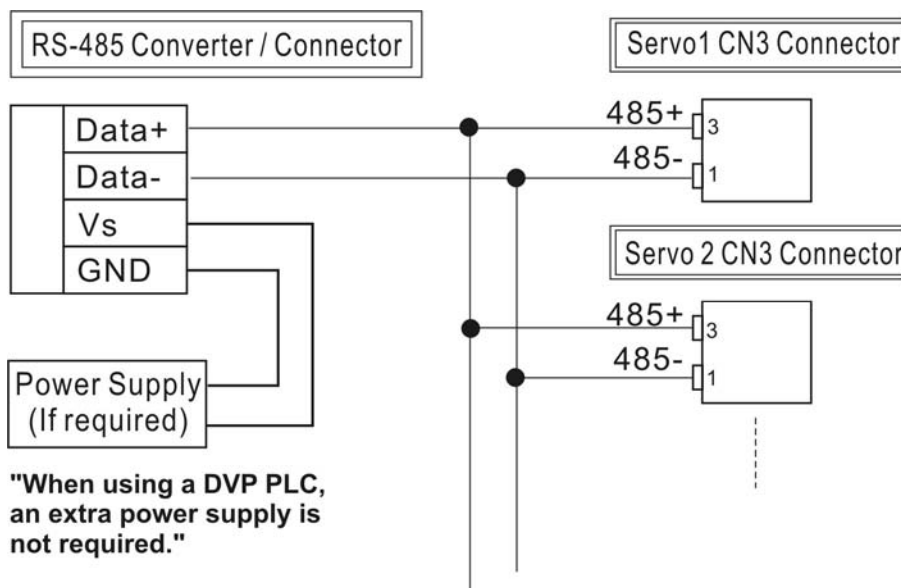 RS-485 Converter / Connector
Data+
Data-
Vs
GND
Power Supply
(If required)
"When using a DVP PLC,
an extra power supply is
not required."
Servo1 CN3 Connector
485+
3
485-
1
Servo 2 CN3 Connector
485+
3
485-
1